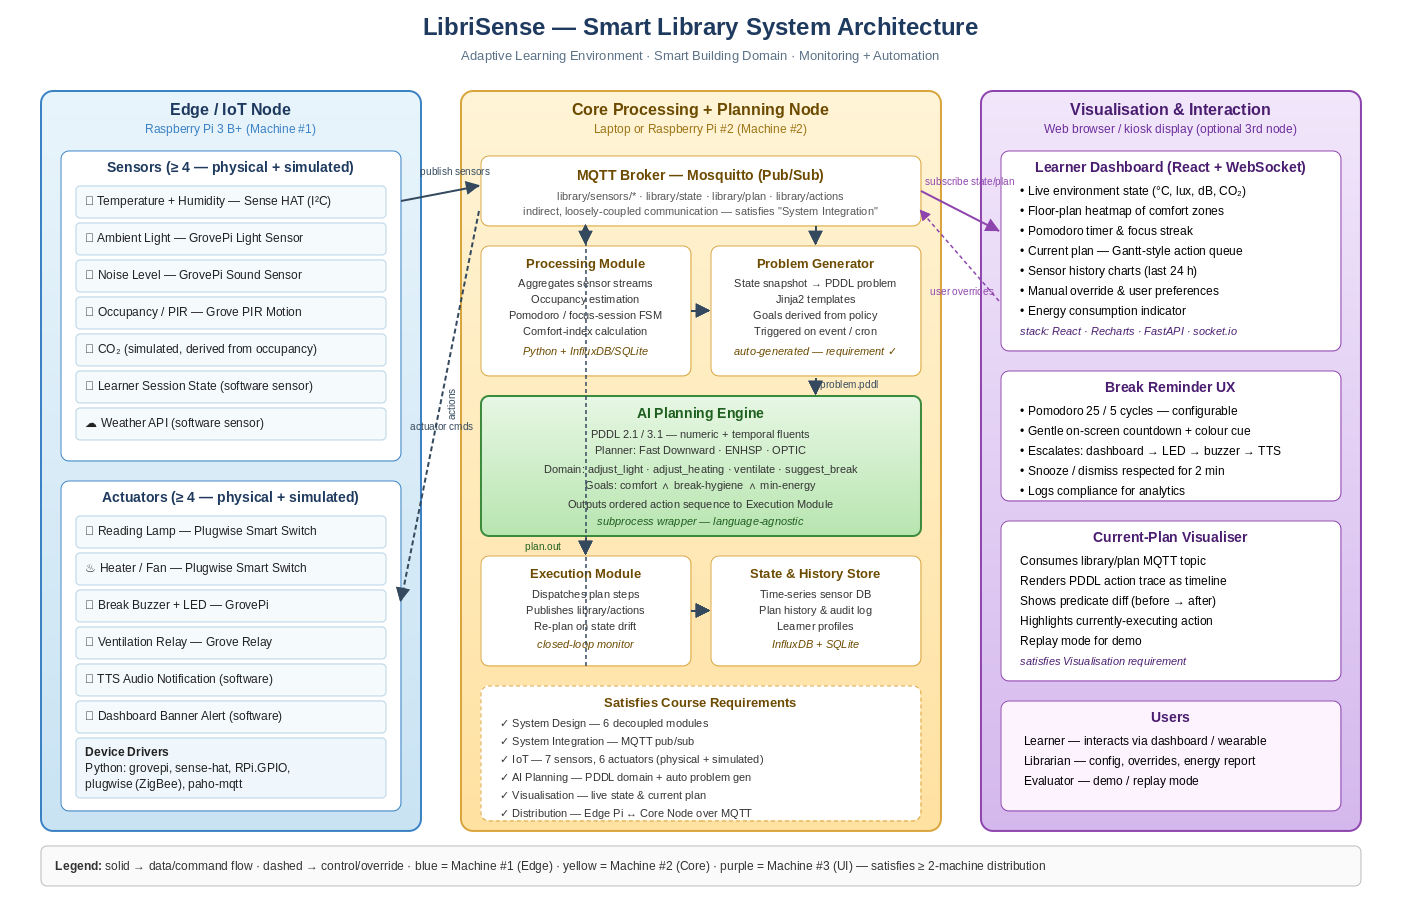 LibriSense — Smart Library System Architecture
Adaptive Learning Environment · Smart Building Domain · Monitoring + Automation
Edge / IoT Node
Raspberry Pi 3 B+ (Machine #1)
Sensors (≥ 4 — physical + simulated)
Temperature + Humidity — Sense HAT (I²C)
Ambient Light — GrovePi Light Sensor
Noise Level — GrovePi Sound Sensor
Occupancy / PIR — Grove PIR Motion
CO₂ (simulated, derived from occupancy)
Learner Session State (software sensor)
☁ Weather API (software sensor)
Actuators (≥ 4 — physical + simulated)
Reading Lamp — Plugwise Smart Switch
♨ Heater / Fan — Plugwise Smart Switch
Break Buzzer + LED — GrovePi
Ventilation Relay — Grove Relay
TTS Audio Notification (software)
Dashboard Banner Alert (software)
Device Drivers
Python: grovepi, sense-hat, RPi.GPIO,
plugwise (ZigBee), paho-mqtt
publish sensors
actions
actuator cmds
Core Processing + Planning Node
Laptop or Raspberry Pi #2 (Machine #2)
MQTT Broker — Mosquitto (Pub/Sub)
library/sensors/* · library/state · library/plan · library/actions
indirect, loosely-coupled communication — satisfies "System Integration"
Processing Module
Aggregates sensor streams
Occupancy estimation
Pomodoro / focus-session FSM
Comfort-index calculation
Python + InfluxDB/SQLite
Problem Generator
State snapshot → PDDL problem
Jinja2 templates
Goals derived from policy
Triggered on event / cron
auto-generated — requirement ✓
problem.pddl
AI Planning Engine
PDDL 2.1 / 3.1 — numeric + temporal fluents
Planner: Fast Downward · ENHSP · OPTIC
Domain: adjust_light · adjust_heating · ventilate · suggest_break
Goals: comfort ∧ break-hygiene ∧ min-energy
Outputs ordered action sequence to Execution Module
subprocess wrapper — language-agnostic
plan.out
Execution Module
Dispatches plan steps
Publishes library/actions
Re-plan on state drift
closed-loop monitor
State & History Store
Time-series sensor DB
Plan history & audit log
Learner profiles
InfluxDB + SQLite
Satisfies Course Requirements
✓ System Design — 6 decoupled modules
✓ System Integration — MQTT pub/sub
✓ IoT — 7 sensors, 6 actuators (physical + simulated)
✓ AI Planning — PDDL domain + auto problem gen
✓ Visualisation — live state & current plan
✓ Distribution — Edge Pi ↔ Core Node over MQTT
subscribe state/plan
user overrides
Visualisation & Interaction
Web browser / kiosk display (optional 3rd node)
Learner Dashboard (React + WebSocket)
• Live environment state (°C, lux, dB, CO₂)
• Floor-plan heatmap of comfort zones
• Pomodoro timer & focus streak
• Current plan — Gantt-style action queue
• Sensor history charts (last 24 h)
• Manual override & user preferences
• Energy consumption indicator
stack: React · Recharts · FastAPI · socket.io
Break Reminder UX
• Pomodoro 25 / 5 cycles — configurable
• Gentle on-screen countdown + colour cue
• Escalates: dashboard → LED → buzzer → TTS
• Snooze / dismiss respected for 2 min
• Logs compliance for analytics
Current-Plan Visualiser
Consumes library/plan MQTT topic
Renders PDDL action trace as timeline
Shows predicate diff (before → after)
Highlights currently-executing action
Replay mode for demo
satisfies Visualisation requirement
Users
Learner — interacts via dashboard / wearable
Librarian — config, overrides, energy report
Evaluator — demo / replay mode
Legend: solid → data/command flow · dashed → control/override · blue = Machine #1 (Edge) · yellow = Machine #2 (Core) · purple = Machine #3 (UI) — satisfies ≥ 2-machine distribution